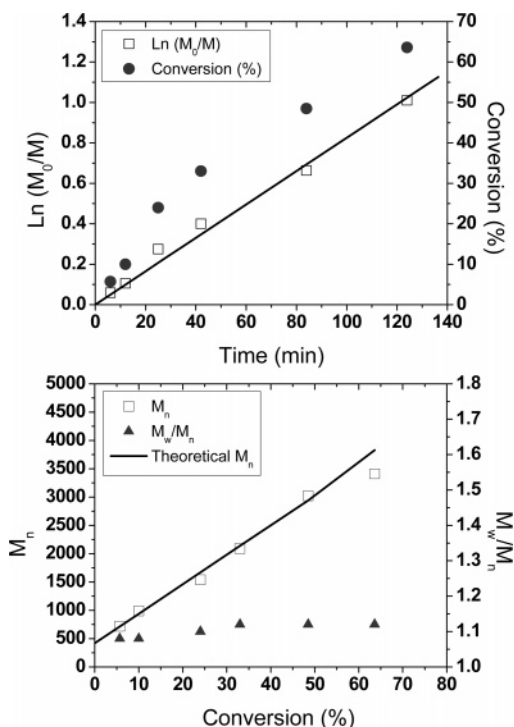 1.4
1.2
1.0
0.8
0.6
0.4
0.2
0.0
Ln (M₀/M)
Ln (M₀/M)
Conversion (%)
70
60
50
40
30
20
10
0
Conversion (%)
0 20 40 60 80 100 120 140
Time (min)
5000
4500
4000
3500
3000
2500
2000
1500
1000
500
0
Mₙ
Mₙ
M_w/Mₙ
Theoretical Mₙ
1.8
1.7
1.6
1.5
1.4
1.3
1.2
1.1
1.0
M_w/Mₙ
0 10 20 30 40 50 60 70 80
Conversion (%)